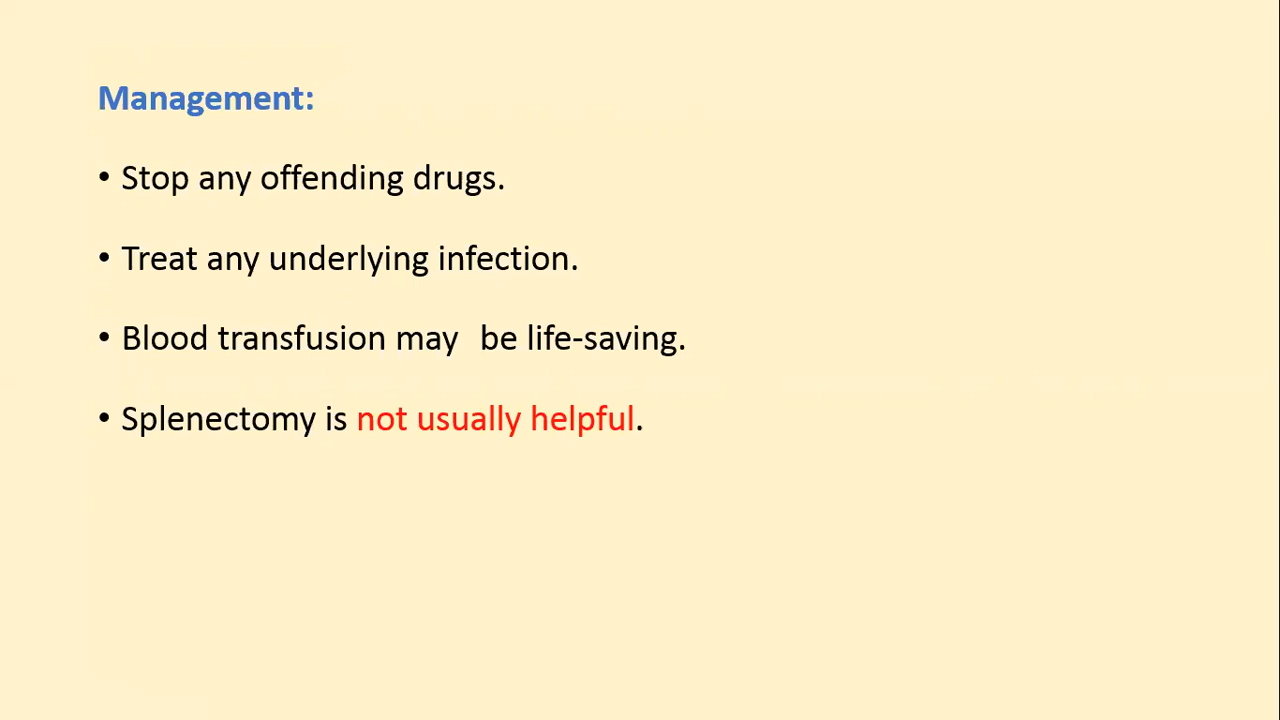 Management:
• Stop any offending drugs.
• Treat any underlying infection.
• Blood transfusion may  be life-saving.
• Splenectomy is not usually helpful.